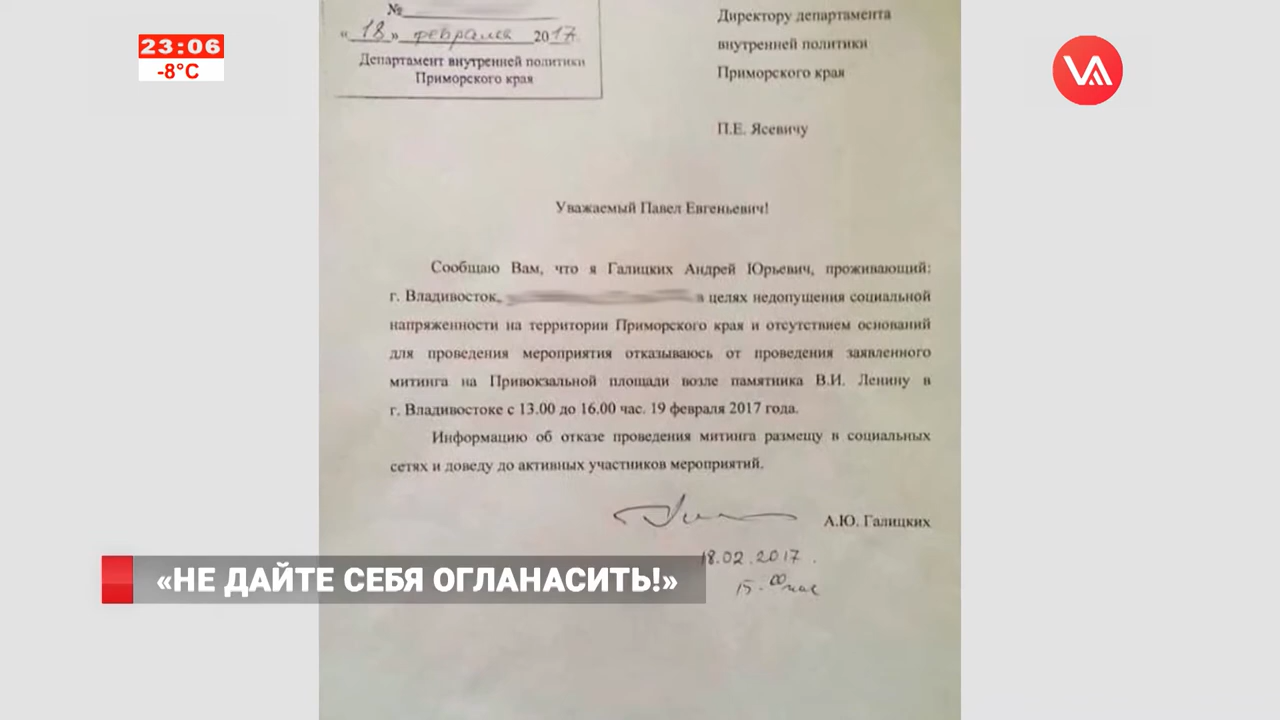 23:06
-8°C
№
« 18 » февраля 2017г.
Департамент внутренней политики
Приморского края
Директору департамента
внутренней политики
Приморского края
П.Е. Ясевичу
Уважаемый Павел Евгеньевич!
Сообщаю Вам, что я Галицких Андрей Юрьевич, проживающий:
г. Владивосток, в целях недопущения социальной
напряженности на территории Приморского края и отсутствием оснований
для проведения мероприятия отказываюсь от проведения заявленного
митинга на Привокзальной площади возле памятника В.И. Ленину в
г. Владивостоке с 13.00 до 16.00 час. 19 февраля 2017 года.
Информацию об отказе проведения митинга размещу в социальных
сетях и доведу до активных участников мероприятий.
А.Ю. Галицких
18.02.2017.
15.00 час
«НЕ ДАЙТЕ СЕБЯ ОГЛАНАСИТЬ!»